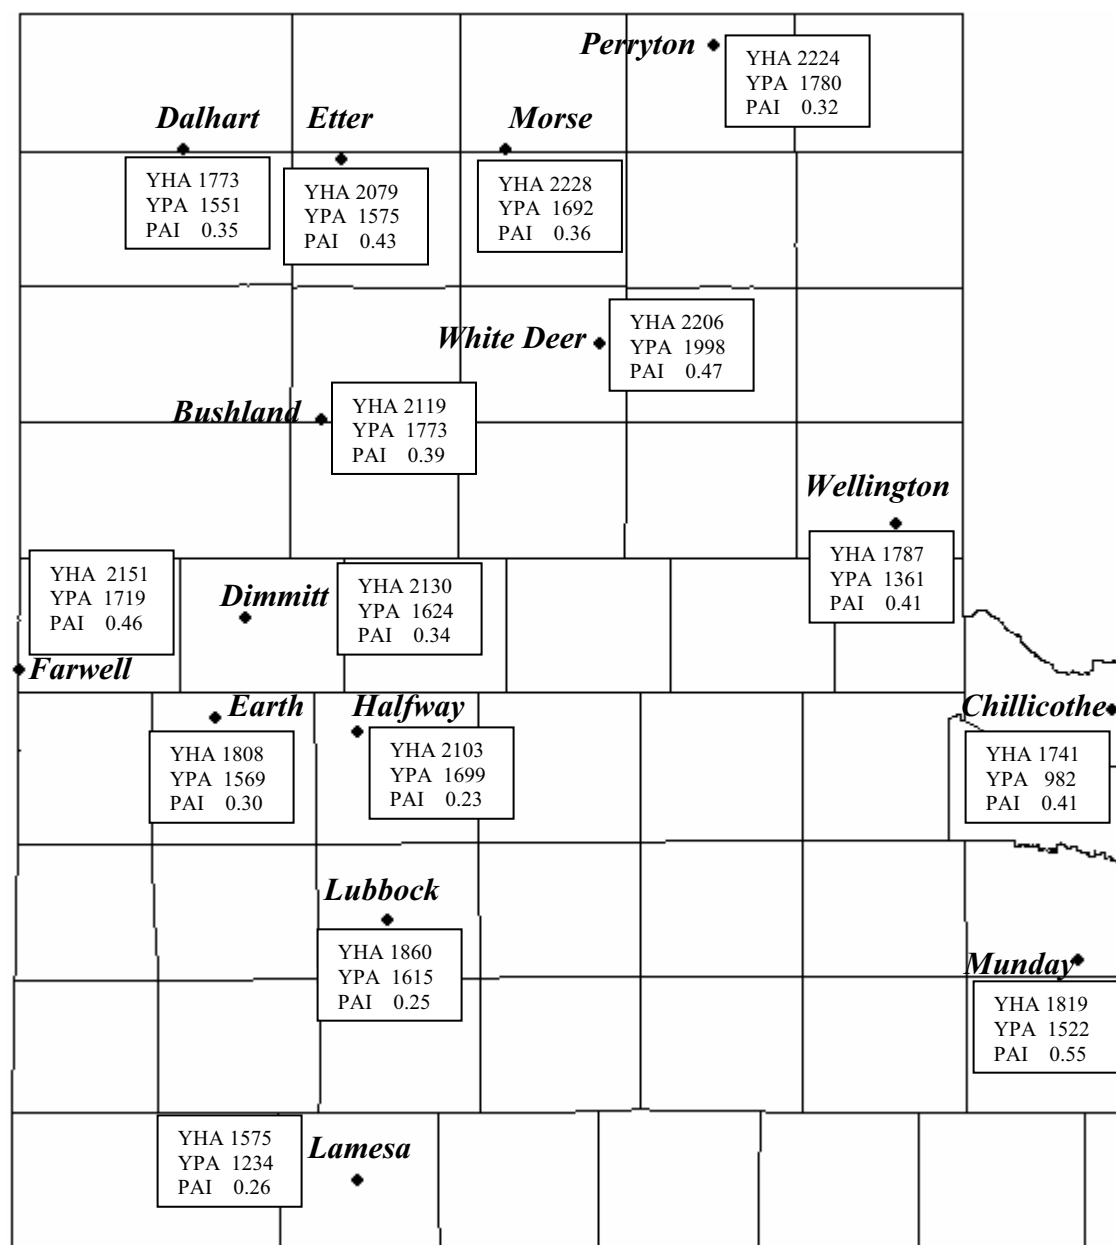 Perryton
YHA 2224
YPA 1780
PAI 0.32
Dalhart
YHA 1773
YPA 1551
PAI 0.35
Etter
YHA 2079
YPA 1575
PAI 0.43
Morse
YHA 2228
YPA 1692
PAI 0.36
White Deer
YHA 2206
YPA 1998
PAI 0.47
Bushland
YHA 2119
YPA 1773
PAI 0.39
Wellington
YHA 1787
YPA 1361
PAI 0.41
YHA 2151
YPA 1719
PAI 0.46
Farwell
Dimmitt
YHA 2130
YPA 1624
PAI 0.34
Earth
YHA 1808
YPA 1569
PAI 0.30
Halfway
YHA 2103
YPA 1699
PAI 0.23
Chillicothe
YHA 1741
YPA 982
PAI 0.41
Lubbock
YHA 1860
YPA 1615
PAI 0.25
Munday
YHA 1819
YPA 1522
PAI 0.55
YHA 1575
YPA 1234
PAI 0.26
Lamesa